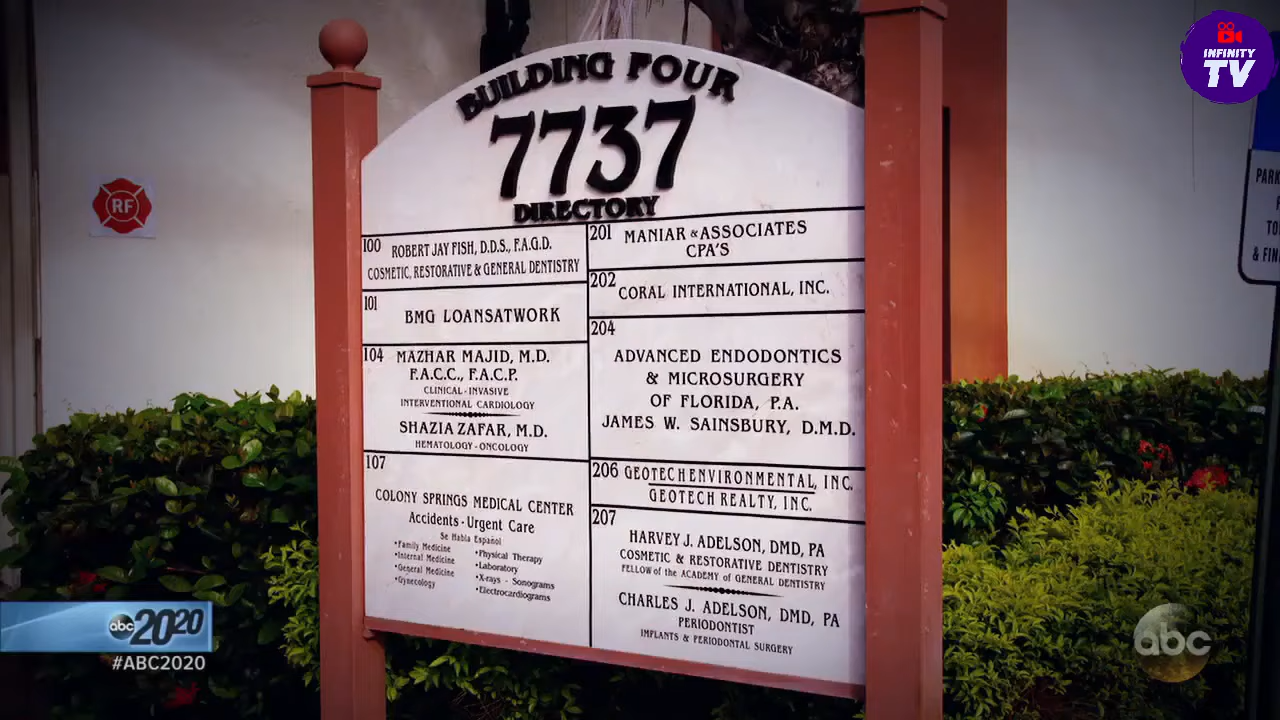 INFINITY
TV
BUILDING FOUR
7737
DIRECTORY
RF
100 ROBERT JAY FISH, D.D.S., F.A.G.D.
COSMETIC, RESTORATIVE & GENERAL DENTISTRY
101 BMG LOANSATWORK
104 MAZHAR MAJID, M.D.
F.A.C.C., F.A.C.P.
CLINICAL-INVASIVE
INTERVENTIONAL CARDIOLOGY
SHAZIA ZAFAR, M.D.
HEMATOLOGY-ONCOLOGY
107
COLONY SPRINGS MEDICAL CENTER
Accidents-Urgent Care
Se Habla Español
•Family Medicine
•Internal Medicine
•General Medicine
•Gynecology
•Physical Therapy
•Laboratory
•X-rays - Sonograms
•Electrocardiograms
201 MANIAR & ASSOCIATES
CPA'S
202 CORAL INTERNATIONAL, INC.
204
ADVANCED ENDODONTICS
& MICROSURGERY
OF FLORIDA, P.A.
JAMES W. SAINSBURY, D.M.D.
206 GEOTECH ENVIRONMENTAL, INC.
GEOTECH REALTY, INC.
207
HARVEY J. ADELSON, DMD, PA
COSMETIC & RESTORATIVE DENTISTRY
FELLOW of the ACADEMY of GENERAL DENTISTRY
CHARLES J. ADELSON, DMD, PA
PERIODONTIST
IMPLANTS & PERIODONTAL SURGERY
PARK
TO
& FIN
abc 2020
#ABC2020
abc